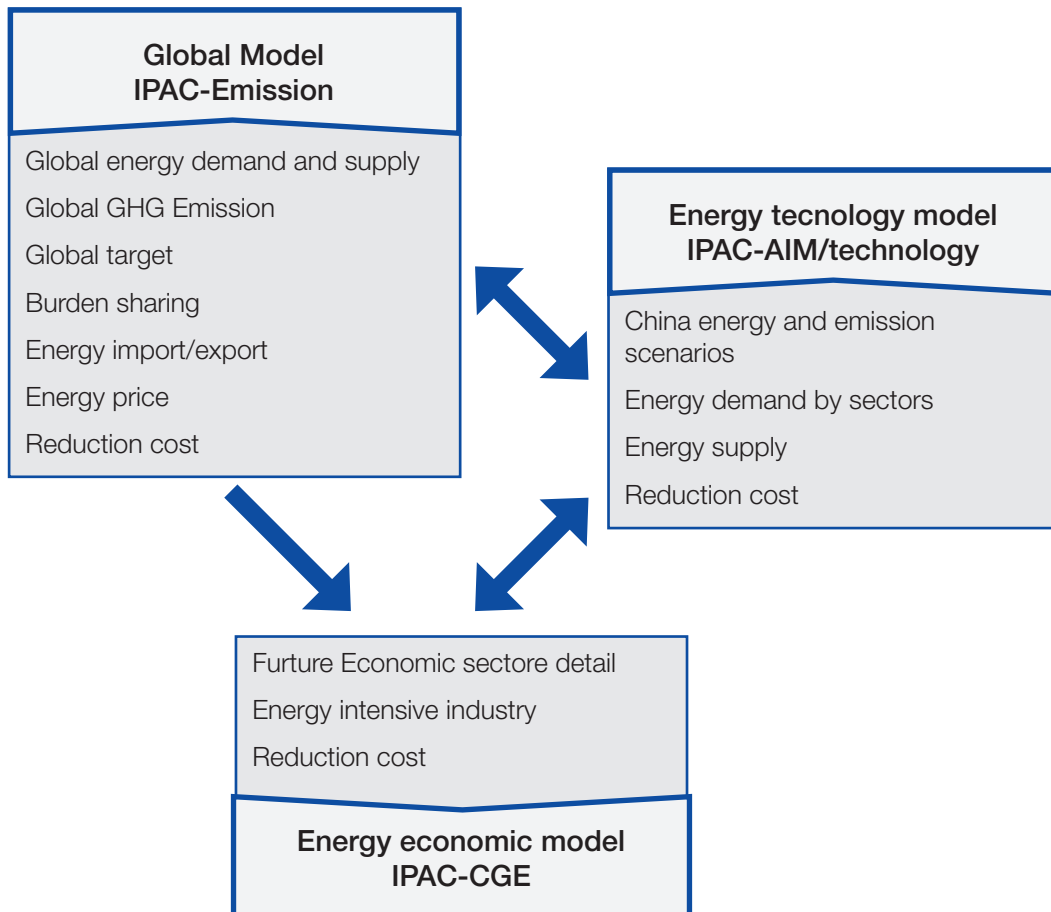 Global Model
IPAC-Emission
Global energy demand and supply
Global GHG Emission
Global target
Burden sharing
Energy import/export
Energy price
Reduction cost
Energy tecnology model
IPAC-AIM/technology
China energy and emission
scenarios
Energy demand by sectors
Energy supply
Reduction cost
Furture Economic sectore detail
Energy intensive industry
Reduction cost
Energy economic model
IPAC-CGE